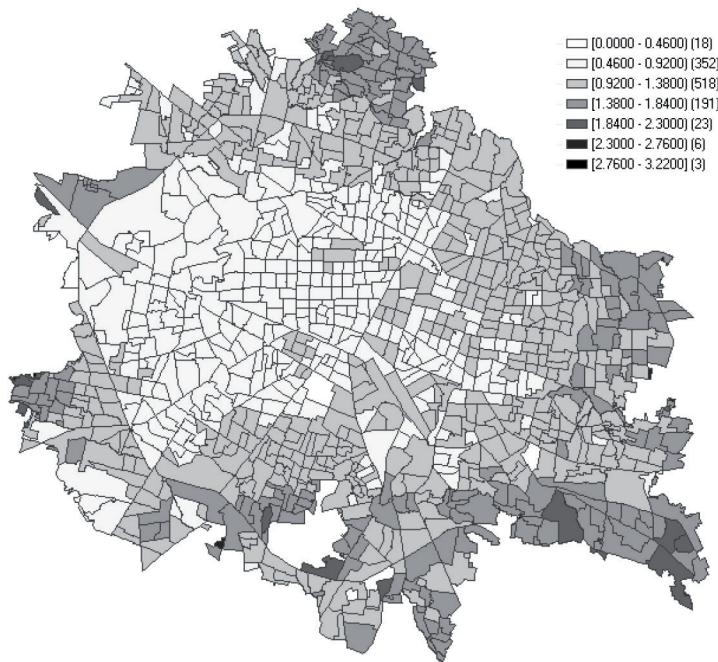 [0.0000 - 0.4600) (18)
[0.4600 - 0.9200) (352)
[0.9200 - 1.3800) (518)
[1.3800 - 1.8400) (191)
[1.8400 - 2.3000) (23)
[2.3000 - 2.7600) (6)
[2.7600 - 3.2200] (3)